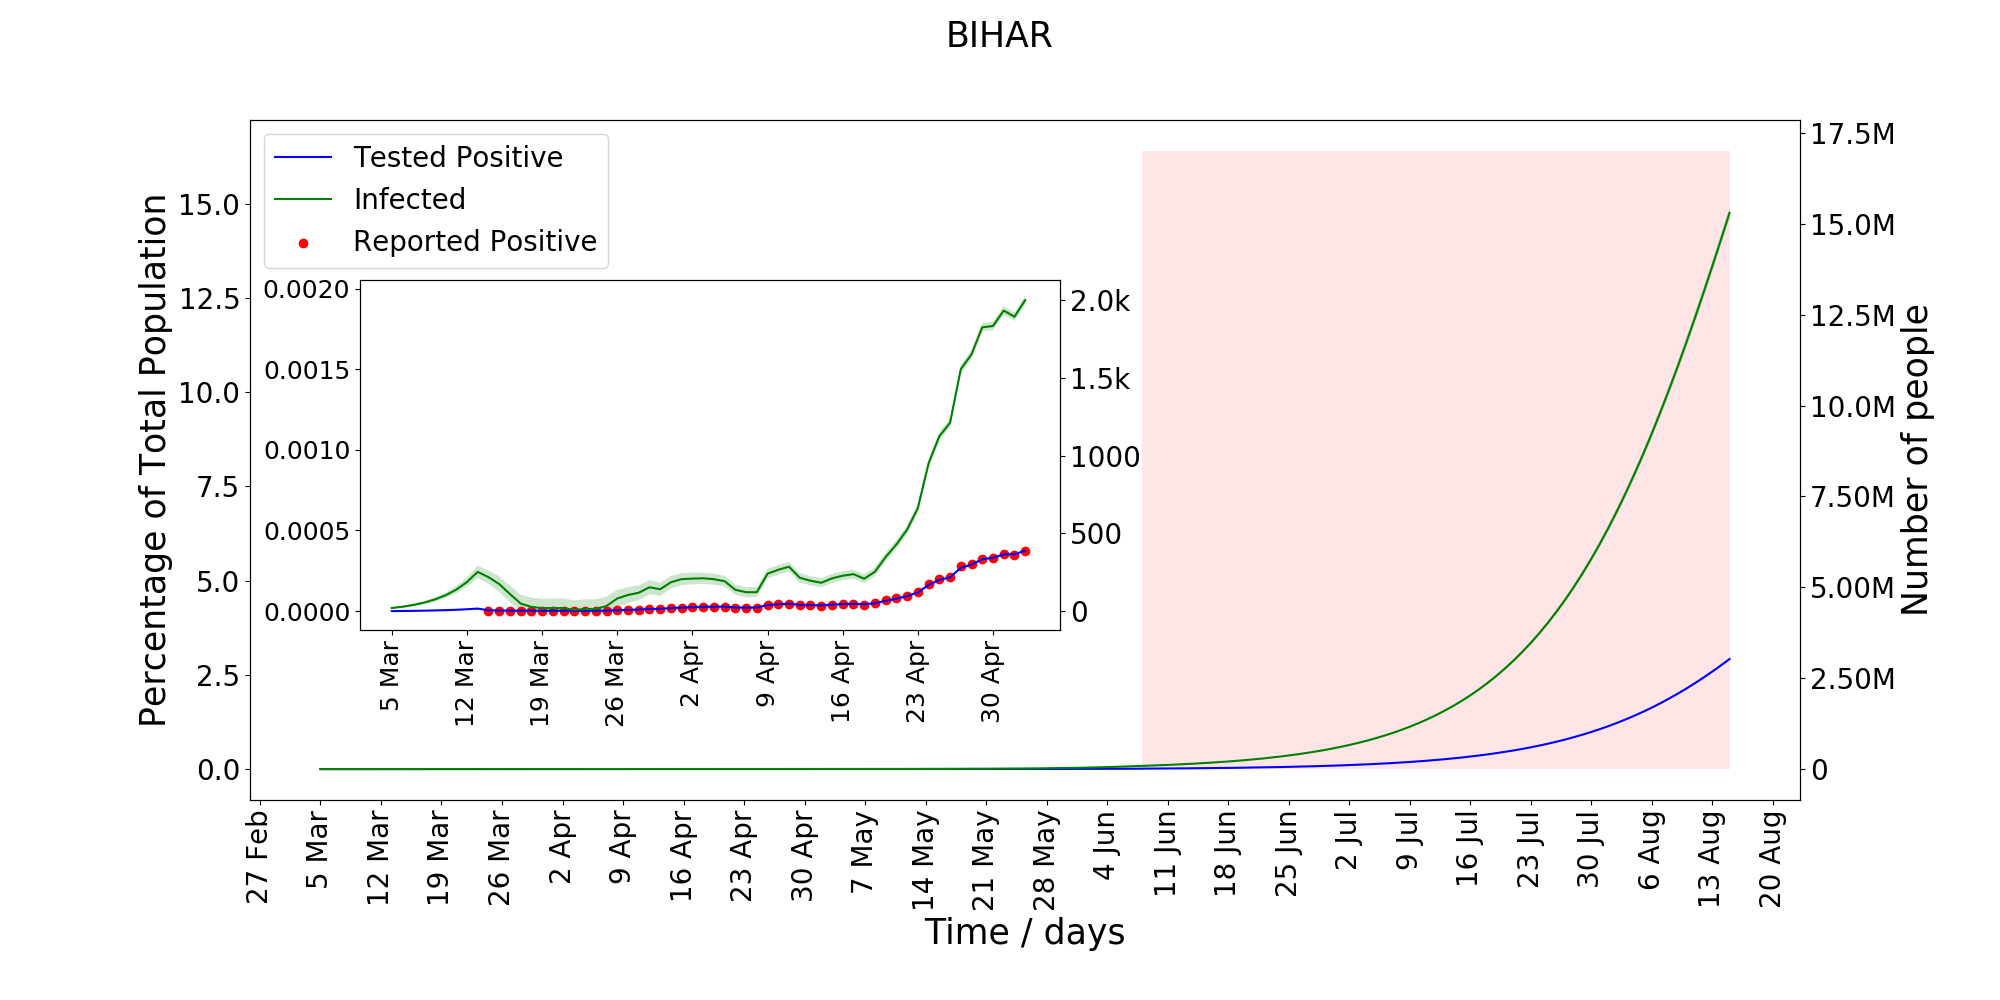 BIHAR
Tested Positive
Infected
Reported Positive
Percentage of Total Population
15.0
12.5
10.0
7.5
5.0
2.5
0.0
0.0020
0.0015
0.0010
0.0005
0.0000
2.0k
1.5k
1000
500
0
5 Mar
12 Mar
19 Mar
26 Mar
2 Apr
9 Apr
16 Apr
23 Apr
30 Apr
17.5M
15.0M
12.5M
10.0M
7.50M
5.00M
2.50M
0
Number of people
27 Feb
5 Mar
12 Mar
19 Mar
26 Mar
2 Apr
9 Apr
16 Apr
23 Apr
30 Apr
7 May
14 May
21 May
28 May
4 Jun
11 Jun
18 Jun
25 Jun
2 Jul
9 Jul
16 Jul
23 Jul
30 Jul
6 Aug
13 Aug
20 Aug
Time / days